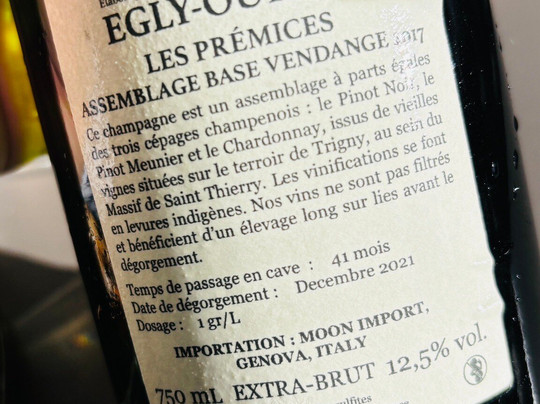 EGLY-OU
LES PRÉMICES
ASSEMBLAGE BASE VENDANGE 2017
Ce champagne est un assemblage à parts égales
des trois cépages champenois : le Pinot Noir, le
Pinot Meunier et le Chardonnay, issus de vieilles
vignes situées sur le terroir de Trigny, au sein du
Massif de Saint Thierry. Les vinifications se font
en levures indigènes. Nos vins ne sont pas filtrés
et bénéficient d'un élevage long sur lies avant le
dégorgement.
Temps de passage en cave : 41 mois
Date de dégorgement : Decembre 2021
Dosage : 1 gr/L
IMPORTATION : MOON IMPORT,
GENOVA, ITALY
750 mL EXTRA-BRUT 12,5% vol.
sulfites